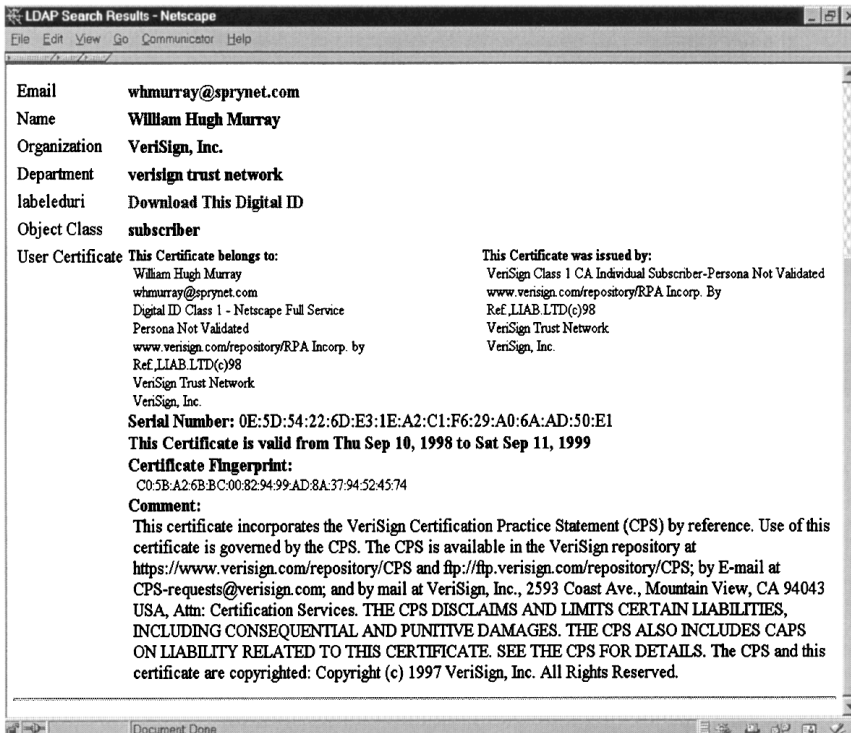 LDAP Search Results - Netscape
File Edit View Go Communicator Help
Email whmurray@sprynet.com
Name William Hugh Murray
Organization VeriSign, Inc.
Department verisign trust network
labeleduri Download This Digital ID
Object Class subscriber
User Certificate This Certificate belongs to: This Certificate was issued by:
William Hugh Murray VeriSign Class 1 CA Individual Subscriber-Persona Not Validated
whmurray@sprynet.com www.verisign.com/repository/RPA Incorp. By
Digital ID Class 1 - Netscape Full Service Ref.,LIAB.LTD(c)98
Persona Not Validated VeriSign Trust Network
www.verisign.com/repository/RPA Incorp. by VeriSign, Inc.
Ref.,LIAB.LTD(c)98
VeriSign Trust Network
VeriSign, Inc.
Serial Number: 0E:5D:54:22:6D:E3:1E:A2:C1:F6:29:A0:6A:AD:50:E1
This Certificate is valid from Thu Sep 10, 1998 to Sat Sep 11, 1999
Certificate Fingerprint:
C0:5B:A2:6B:BC:00:82:94:99:AD:8A:37:94:52:45:74
Comment:
This certificate incorporates the VeriSign Certification Practice Statement (CPS) by reference. Use of this
certificate is governed by the CPS. The CPS is available in the VeriSign repository at
https://www.verisign.com/repository/CPS and ftp://ftp.verisign.com/repository/CPS; by E-mail at
CPS-requests@verisign.com; and by mail at VeriSign, Inc., 2593 Coast Ave., Mountain View, CA 94043
USA, Attn: Certification Services. THE CPS DISCLAIMS AND LIMITS CERTAIN LIABILITIES,
INCLUDING CONSEQUENTIAL AND PUNITIVE DAMAGES. THE CPS ALSO INCLUDES CAPS
ON LIABILITY RELATED TO THIS CERTIFICATE. SEE THE CPS FOR DETAILS. The CPS and this
certificate are copyrighted: Copyright (c) 1997 VeriSign, Inc. All Rights Reserved.
Document Done